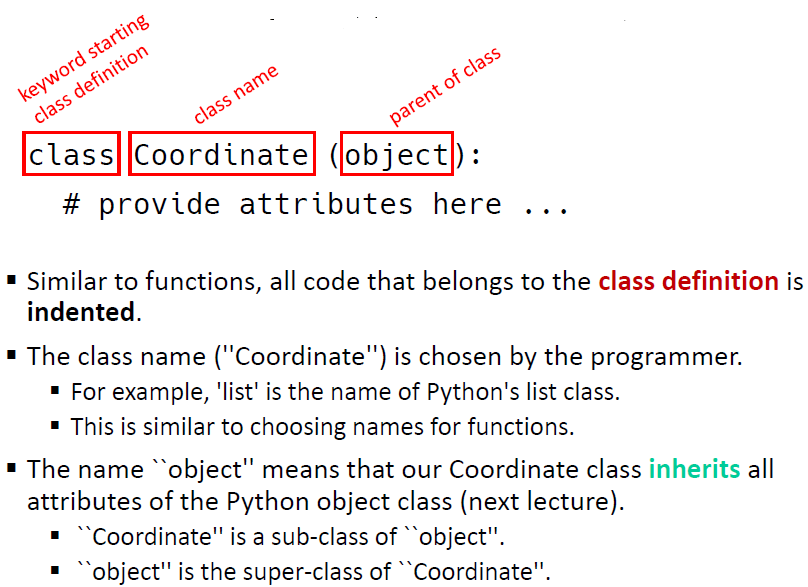 keyword starting
class definition
class name
parent of class
class Coordinate (object):
# provide attributes here ...
▪ Similar to functions, all code that belongs to the class definition is
indented.
▪ The class name (''Coordinate'') is chosen by the programmer.
▪ For example, 'list' is the name of Python's list class.
▪ This is similar to choosing names for functions.
▪ The name ``object'' means that our Coordinate class inherits all
attributes of the Python object class (next lecture).
▪ ``Coordinate'' is a sub-class of ``object''.
▪ ``object'' is the super-class of ``Coordinate''.